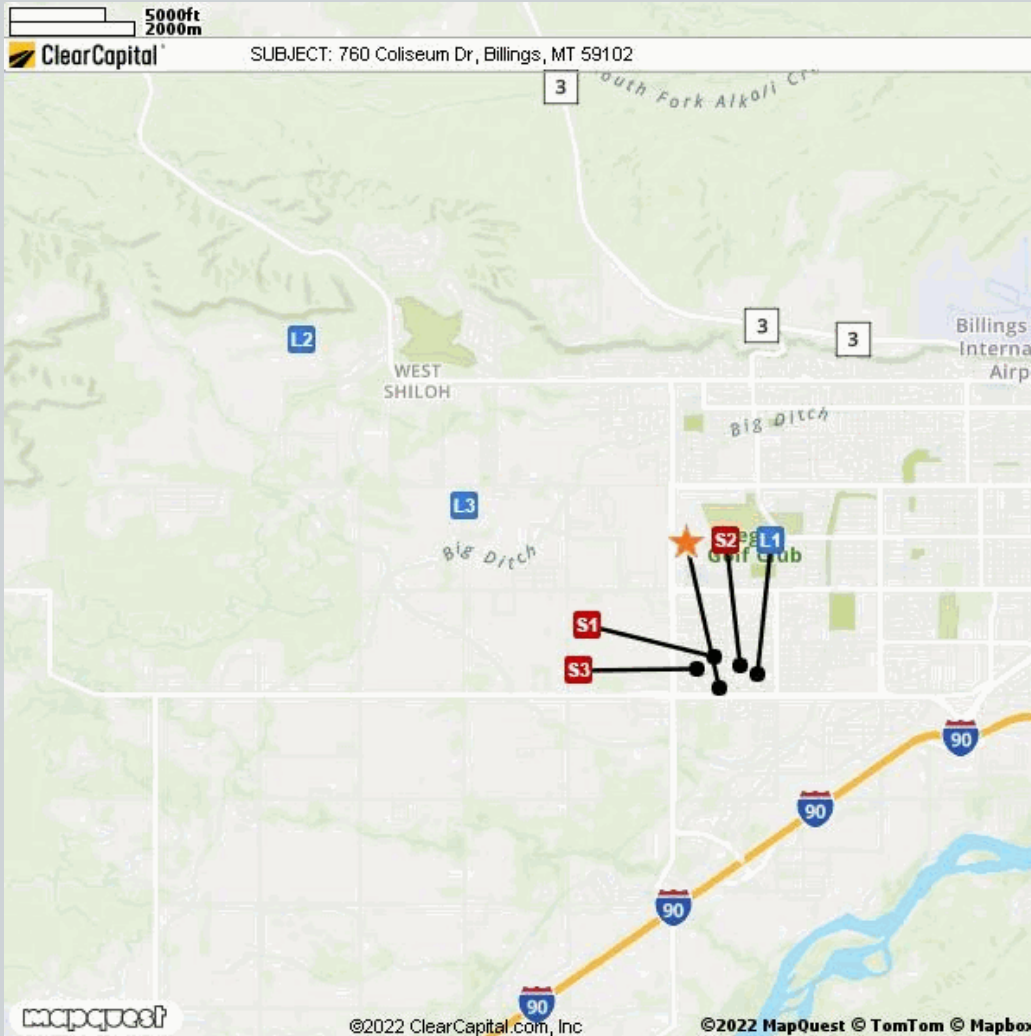 5000ft
2000m
ClearCapital
SUBJECT: 760 Coliseum Dr, Billings, MT 59102
3
outh Fork Alkali Cr
3
3
Billings
Interna
Airp
L2
WEST
SHILOH
Big Ditch
L3
Big Ditch
S2
eg
L1
Golf Club
S1
S3
90
90
90
90
mapquest
©2022 ClearCapital.com, Inc
©2022 MapQuest © TomTom © Mapbox